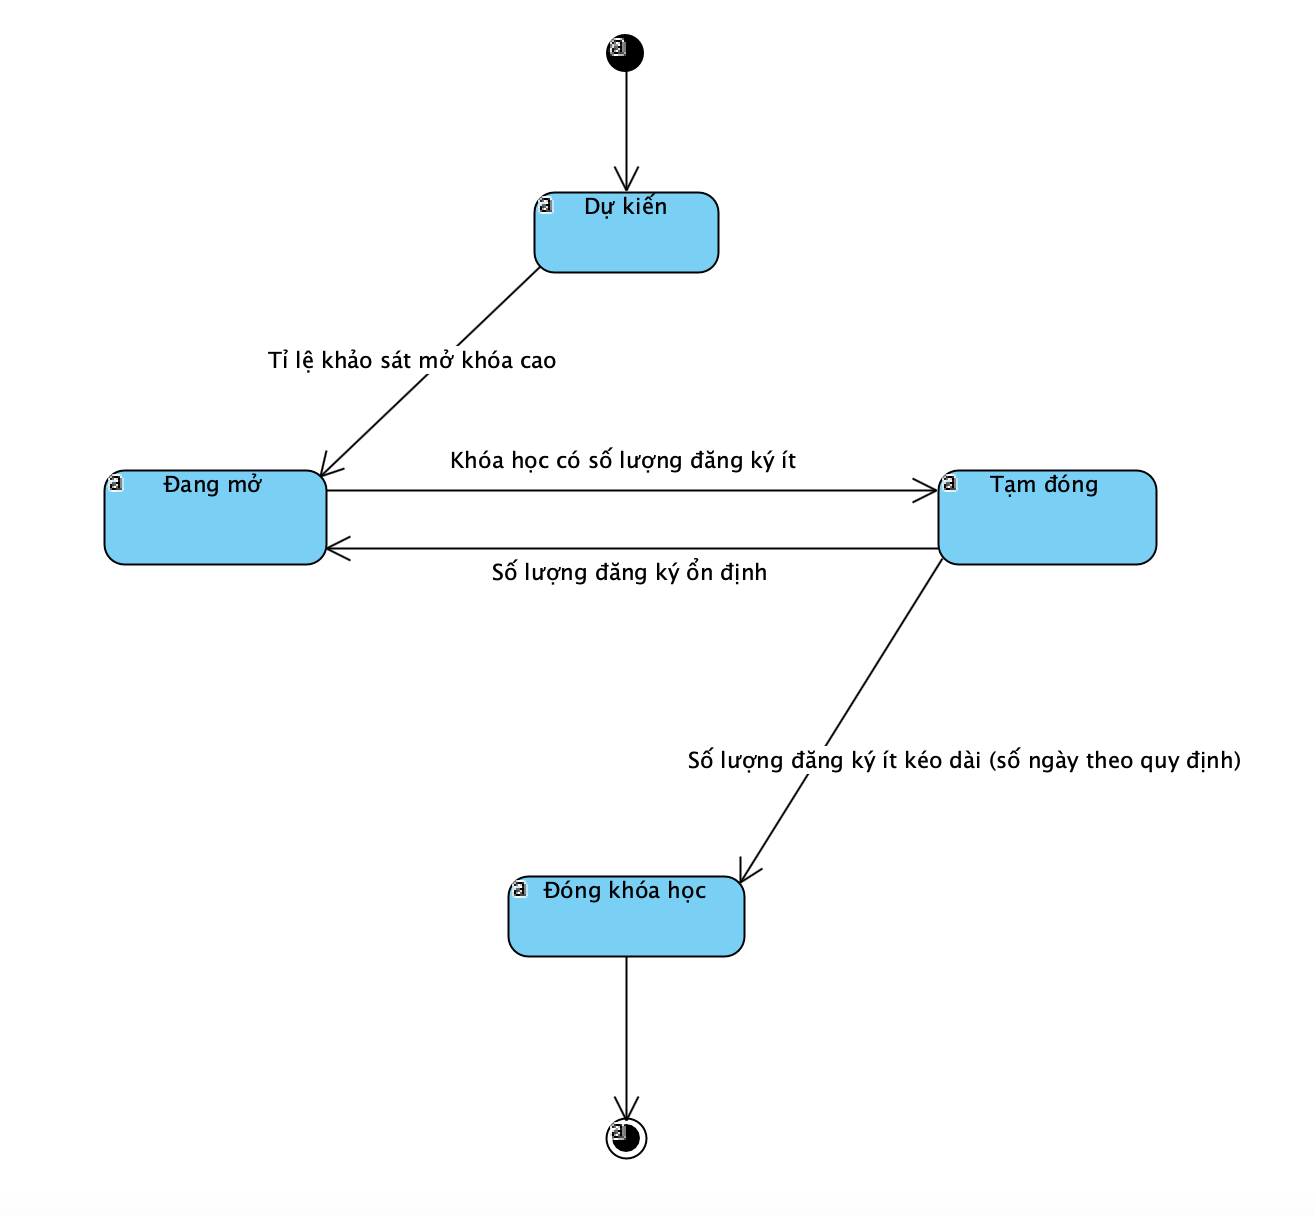 a
a Dự kiến
Tỉ lệ khảo sát mở khóa cao
Khóa học có số lượng đăng ký ít
a Đang mở
a Tạm đóng
Số lượng đăng ký ổn định
Số lượng đăng ký ít kéo dài (số ngày theo quy định)
a Đóng khóa học
a